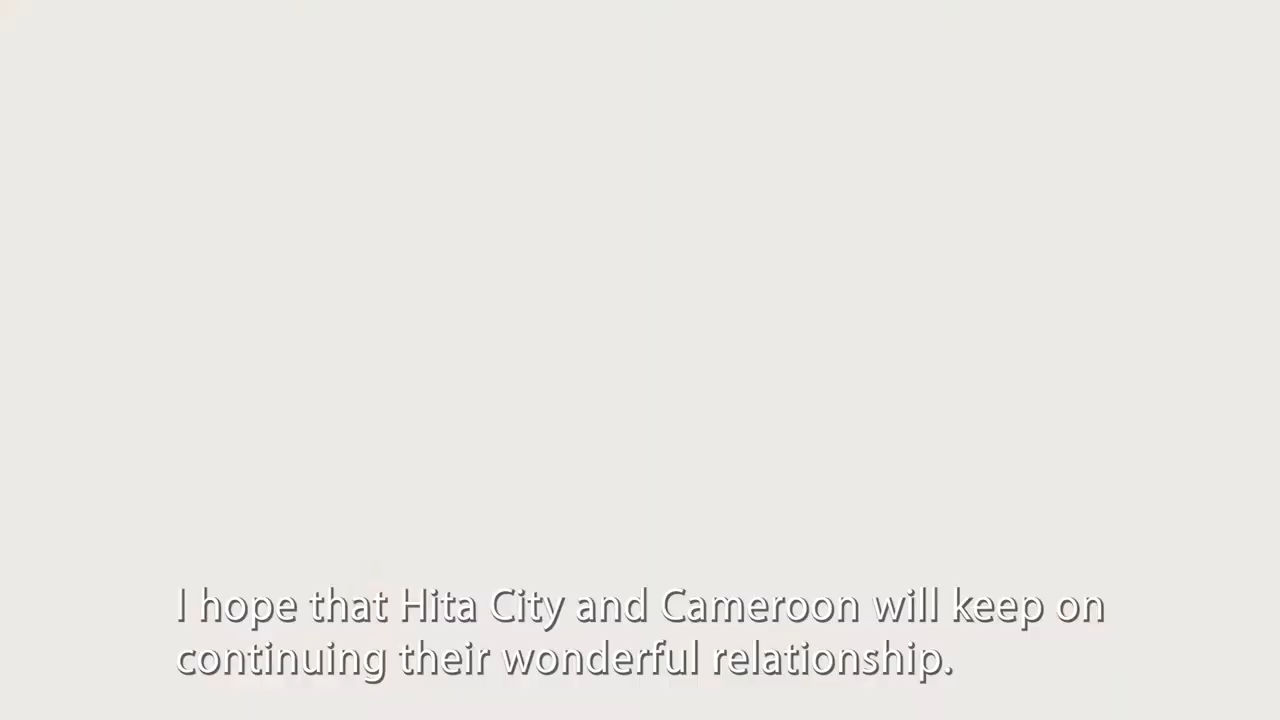 I hope that Hita City and Cameroon will keep on
continuing their wonderful relationship.